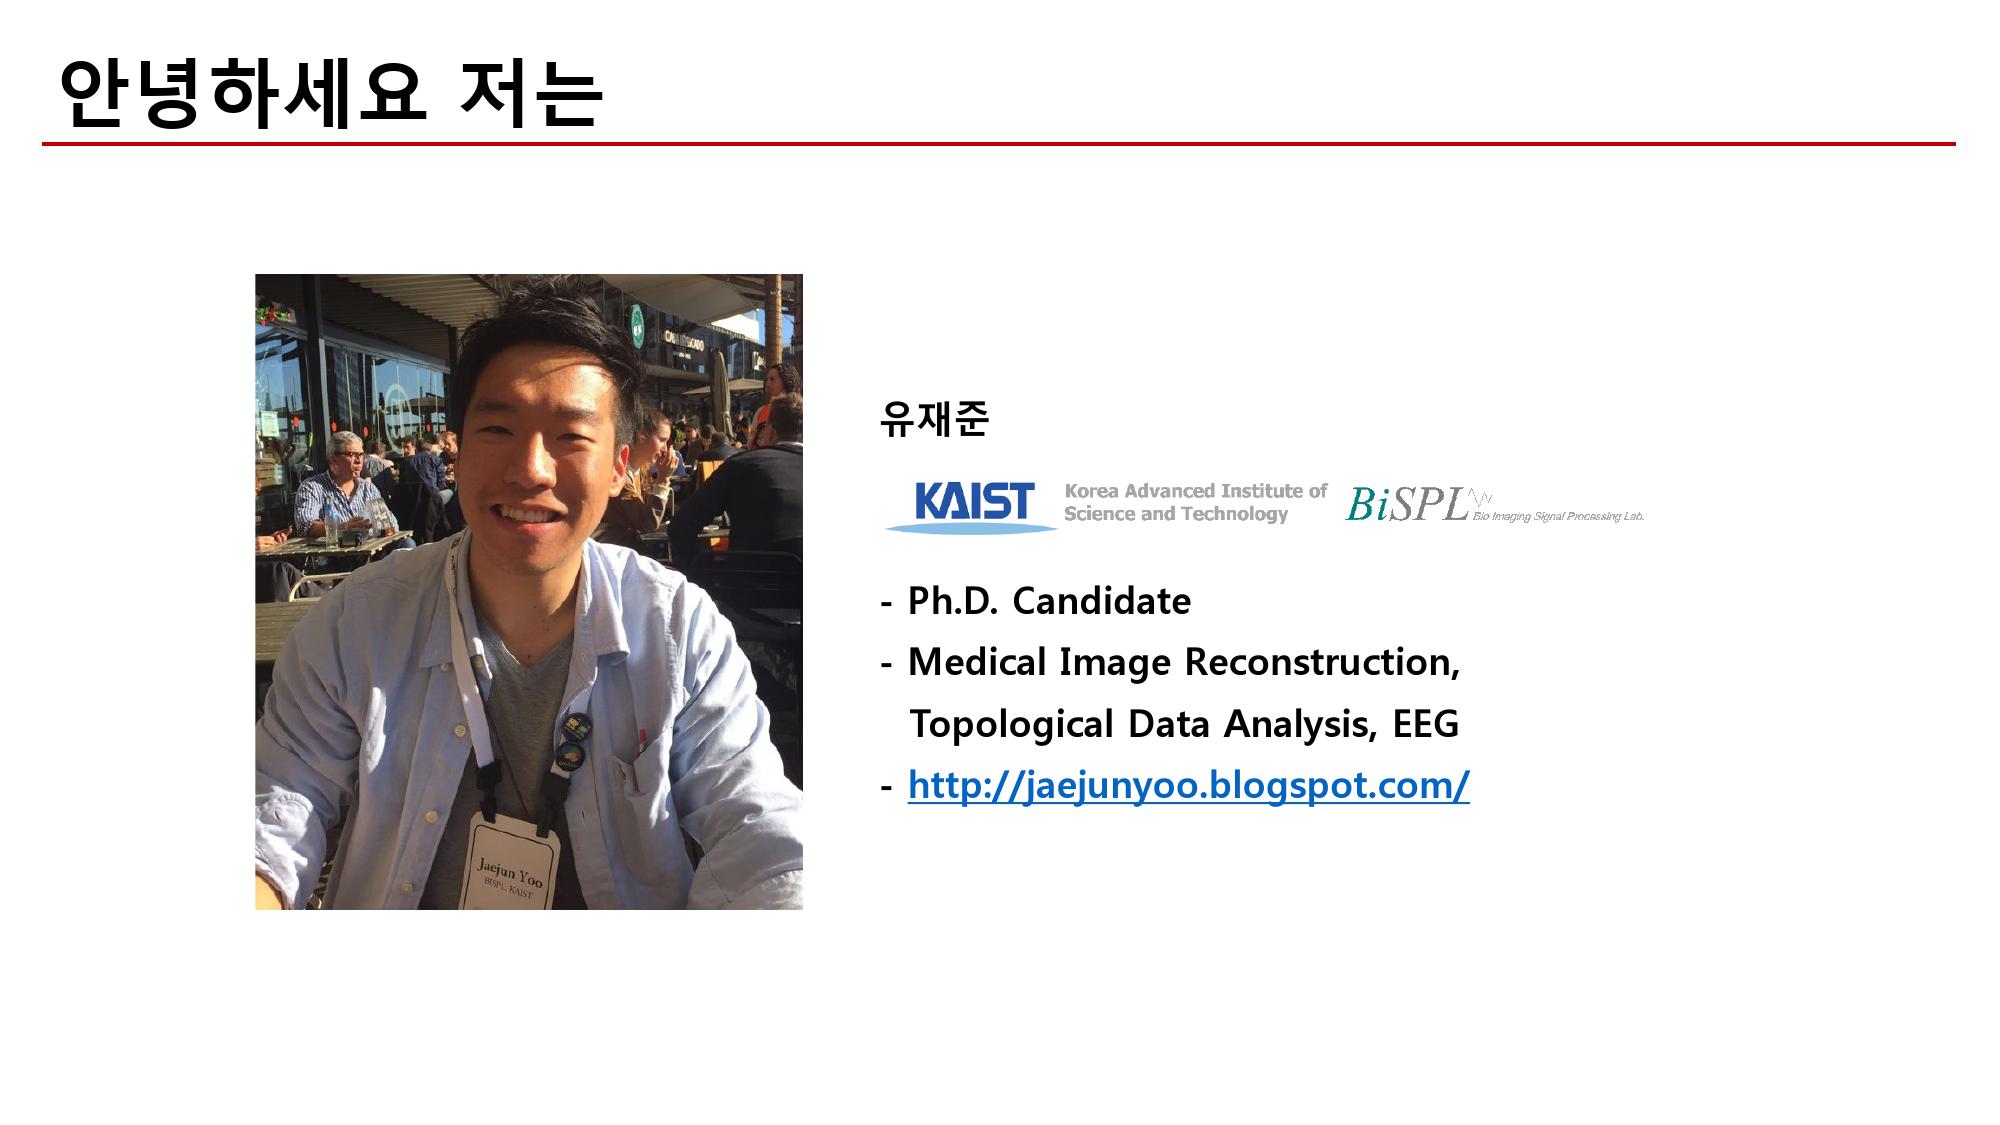 안녕하세요 저는
유재준
KAIST
Korea Advanced Institute of
Science and Technology
BiSPL
Bio Imaging Signal Processing Lab.
- Ph.D. Candidate
- Medical Image Reconstruction,
Topological Data Analysis, EEG
- http://jaejunyoo.blogspot.com/
Jaejun Yoo
BISPL, KAIST